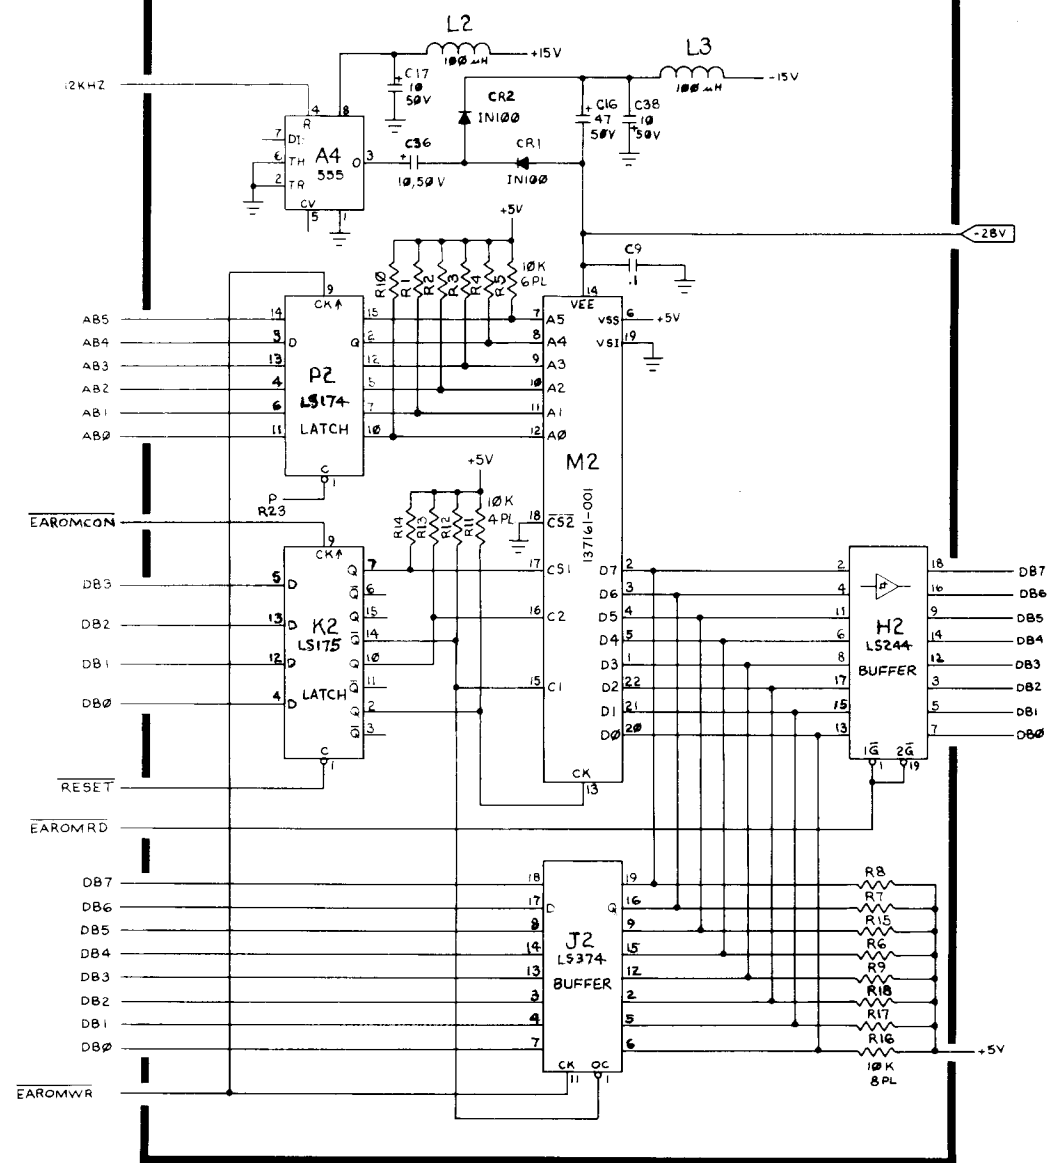 L2
100 µH
+15V
C17
10
50V
L3
100 µH
-15V
12KHZ
CR2
IN100
C16
47
50V
C38
10
50V
4
8
R
7
DIS
6
TH
A4
555
O
3
2
TR
CV
5
1
C36
10,50V
CR1
IN100
-28V
+5V
C9
.1
R10
R1
R2
R3
R4
R5
10K
6PL
9
CK↑
14
VEE
AB5
14
15
7
A5
VSS
6
+5V
AB4
3
D
Q
2
8
A4
VSI
19
AB3
13
12
9
A3
AB2
4
P2
5
10
A2
AB1
6
LS174
7
11
A1
AB0
11
LATCH
10
12
A0
C
1
P
R23
M2
137161-001
+5V
R14
R13
R12
R11
10K
4PL
18
CS2
EAROMCON
9
CK↑
DB3
5
D
Q
7
17
CS1
Q
6
DB2
13
D
K2
LS175
Q
15
16
C2
Q
14
DB1
12
D
Q
10
LATCH
Q
11
15
C1
DB0
4
D
Q
2
Q
3
C
1
D7
2
2
18
DB7
D6
3
4
16
DB6
D5
4
11
9
DB5
D4
5
6
H2
LS244
14
DB4
D3
1
8
BUFFER
12
DB3
D2
22
17
3
DB2
D1
21
15
5
DB1
D0
20
13
7
DB0
1G
2G
1
19
CK
13
RESET
EAROMRD
DB7
18
19
R8
DB6
17
D
Q
16
R7
DB5
8
9
R15
DB4
14
J2
LS374
15
R6
DB3
13
BUFFER
12
R9
DB2
3
2
R18
DB1
4
5
R17
DB0
7
6
R16
+5V
10K
8PL
CK
OC
11
1
EAROMWR